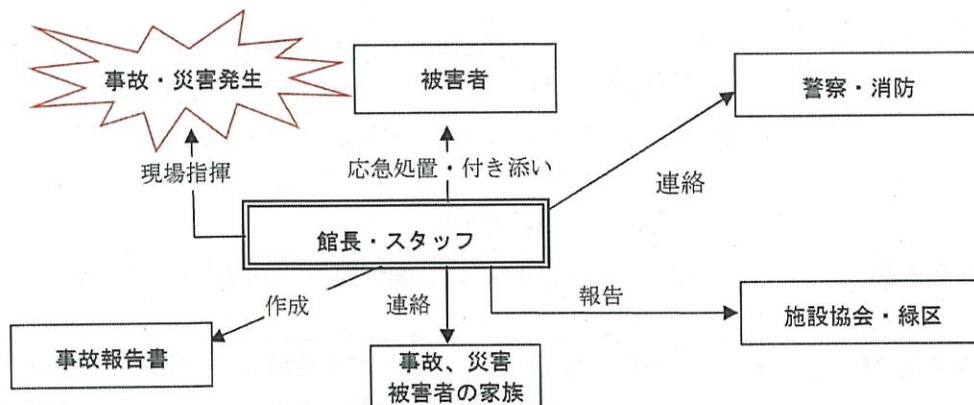 事故・災害発生
被害者
警察・消防
現場指揮
応急処置・付き添い
連絡
館長・スタッフ
作成
連絡
報告
施設協会・緑区
事故報告書
事故、災害
被害者の家族